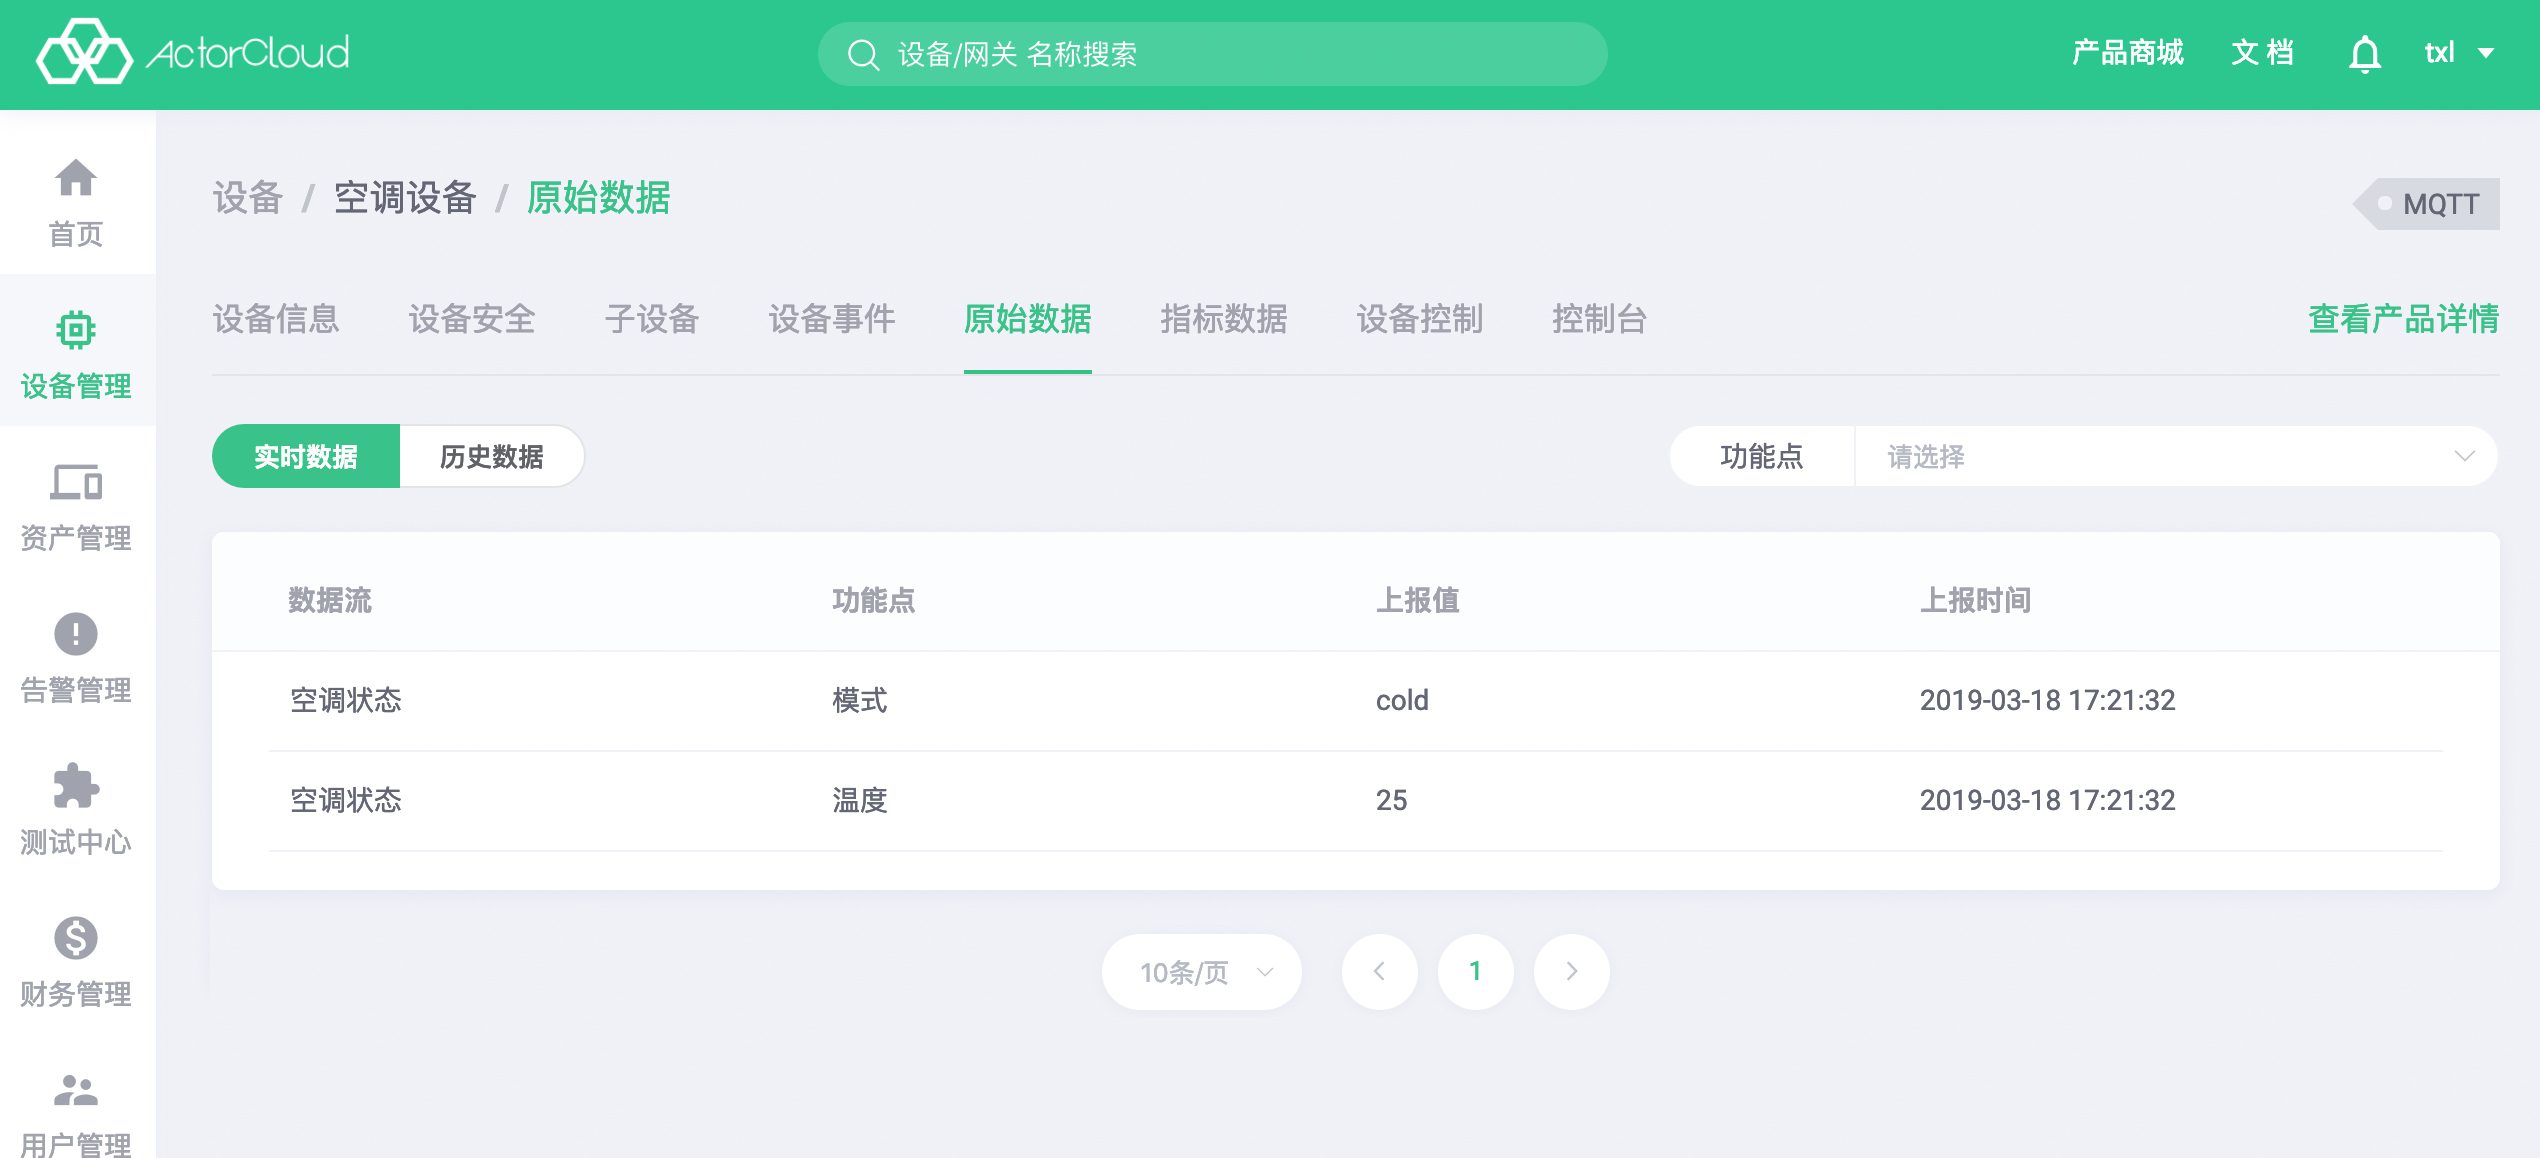 ActorCloud
设备/网关 名称搜索
产品商城 文档 txl
首页
设备管理
资产管理
告警管理
测试中心
财务管理
用户管理
设备 / 空调设备 / 原始数据
MQTT
设备信息 设备安全 子设备 设备事件 原始数据 指标数据 设备控制 控制台 查看产品详情
实时数据 历史数据 功能点 请选择
数据流 功能点 上报值 上报时间
空调状态 模式 cold 2019-03-18 17:21:32
空调状态 温度 25 2019-03-18 17:21:32
10条/页 1